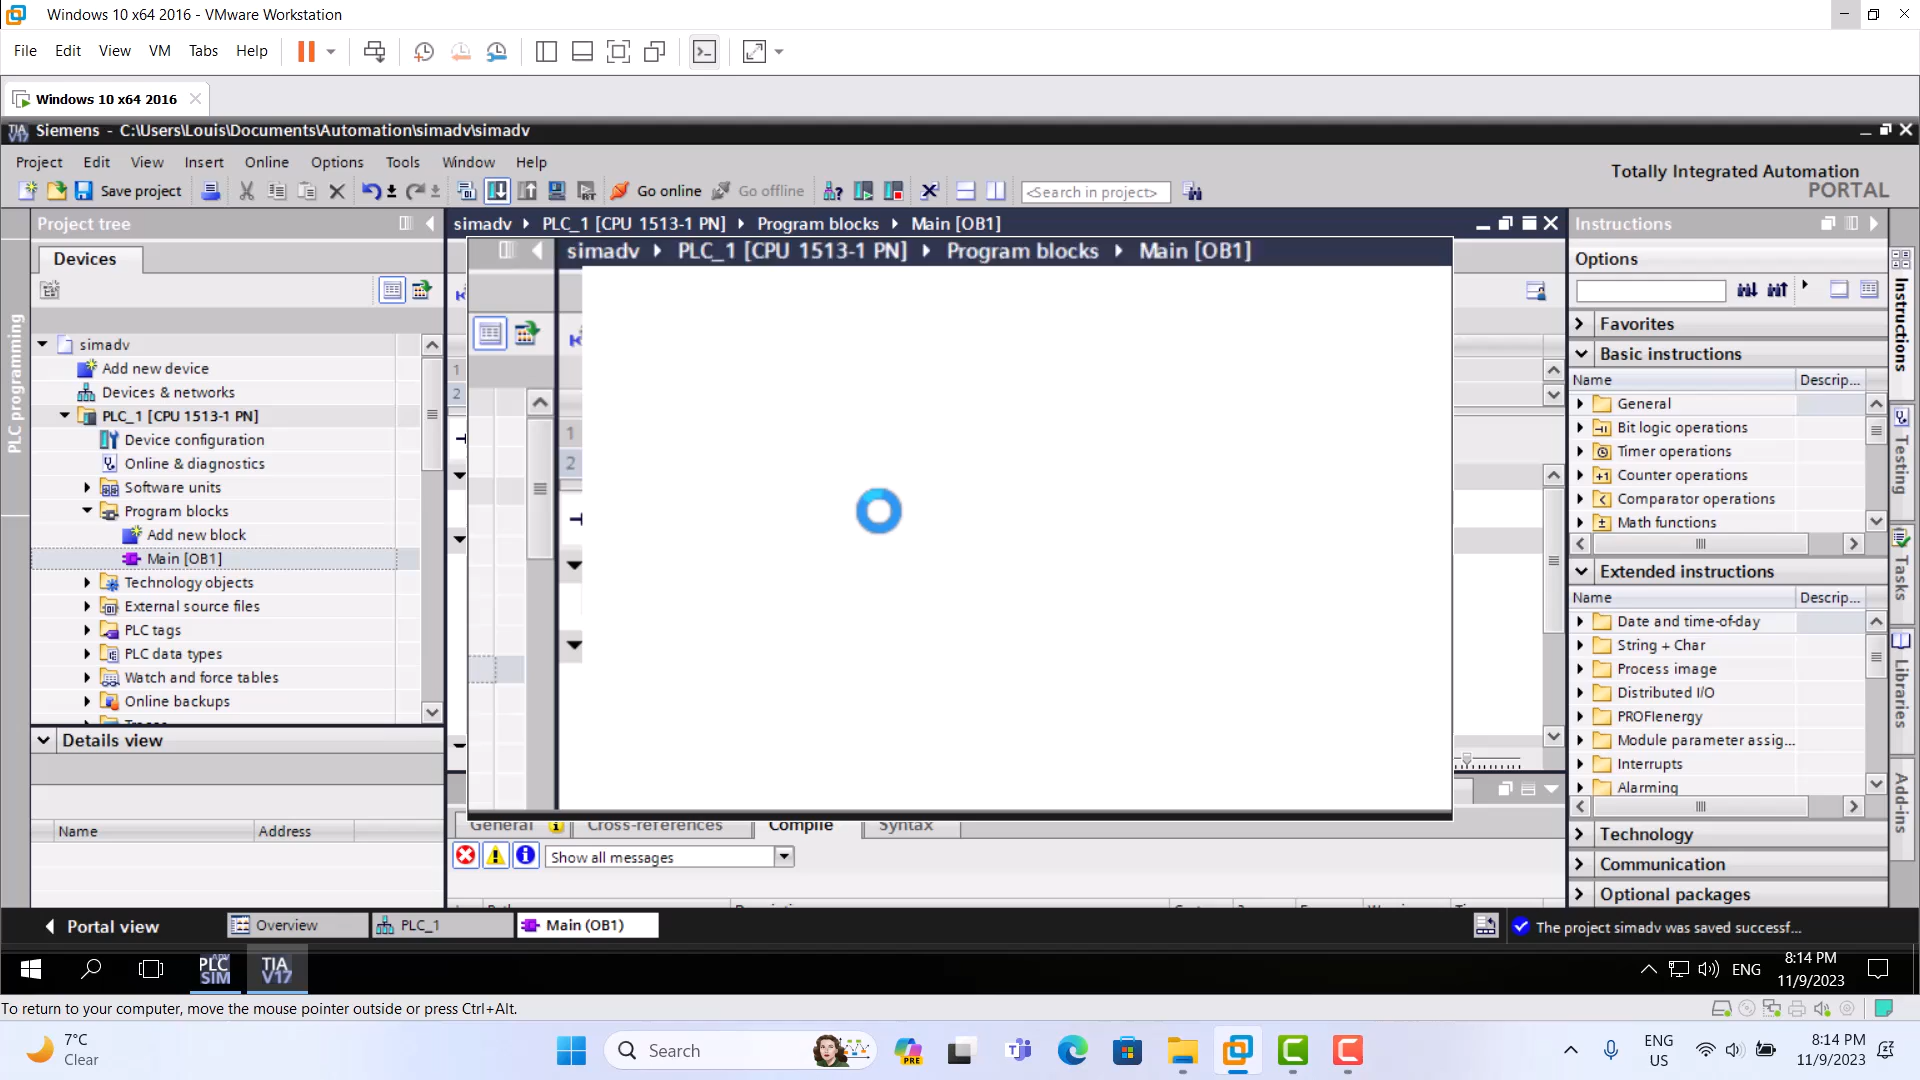 Windows 10 x64 2016 - VMware Workstation
File Edit View VM Tabs Help
Windows 10 x64 2016
Siemens - C:\Users\Louis\Documents\Automation\simadv\simadv
Project Edit View Insert Online Options Tools Window Help
Totally Integrated Automation
PORTAL
Save project
Go online
Go offline
<Search in project>
Project tree
simadv PLC_1 [CPU 1513-1 PN] Program blocks Main [OB1]
Instructions
Devices
simadv PLC_1 [CPU 1513-1 PN] Program blocks Main [OB1]
Options
PLC programming
simadv
Add new device
Devices & networks
PLC_1 [CPU 1513-1 PN]
Device configuration
Online & diagnostics
Software units
Program blocks
Add new block
Main [OB1]
Technology objects
External source files
PLC tags
PLC data types
Watch and force tables
Online backups
1
2
1
2
Favorites
Basic instructions
Name Descrip...
General
Bit logic operations
Timer operations
Counter operations
Comparator operations
Math functions
Extended instructions
Name Descrip...
Date and time-of-day
String + Char
Process image
Distributed I/O
PROFIenergy
Module parameter assig...
Interrupts
Alarming
Technology
Communication
Optional packages
Instructions
Testing
Tasks
Libraries
Add-ins
Details view
Name Address
General Cross-references Compile Syntax
Show all messages
Portal view
Overview
PLC_1
Main (OB1)
The project simadv was saved successf...
PLC SIM
TIA V17
ENG
8:14 PM
11/9/2023
To return to your computer, move the mouse pointer outside or press Ctrl+Alt.
7°C
Clear
Search
PRE
ENG
US
8:14 PM
11/9/2023